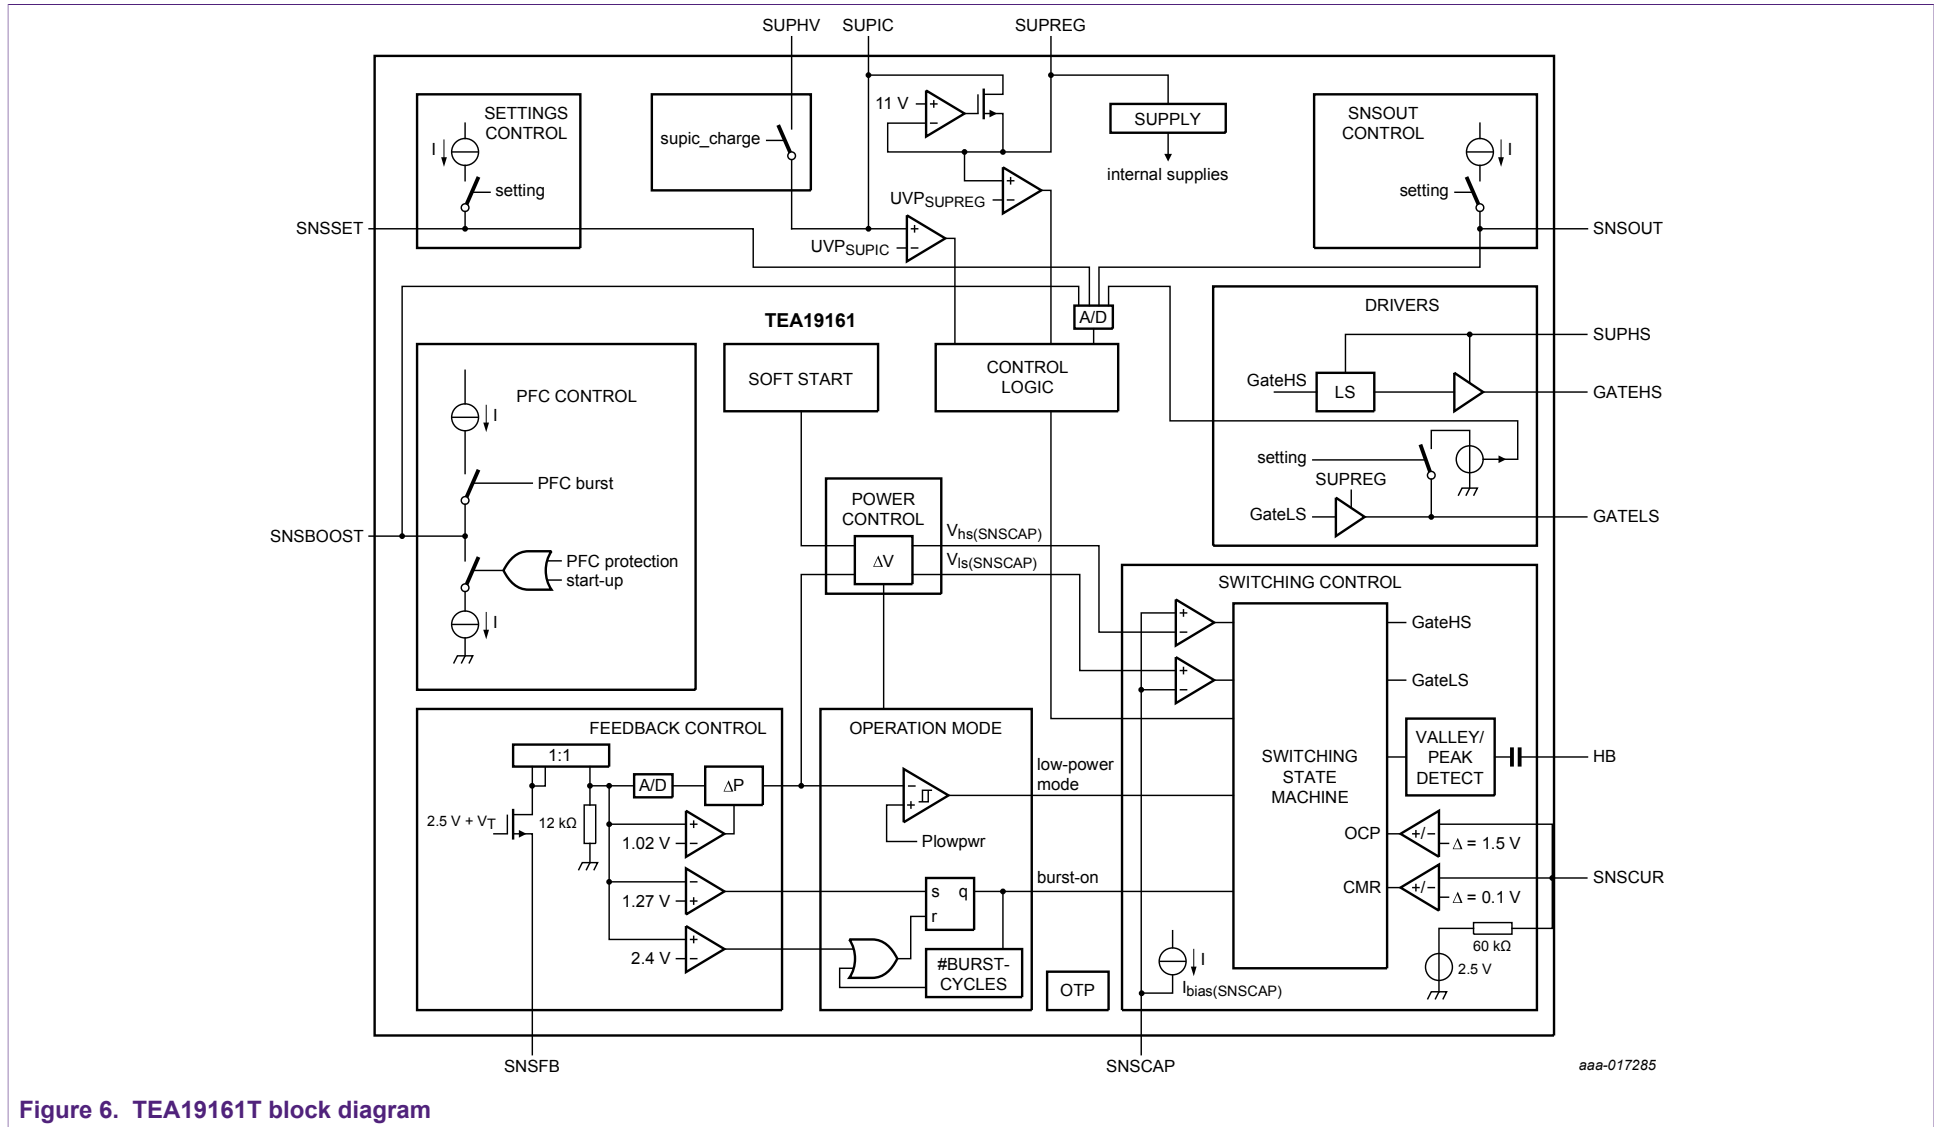 SUPHV SUPIC SUPREG
SETTINGS
CONTROL
I
setting
supic_charge
11 V
+
−
SUPPLY
internal supplies
SNSOUT
CONTROL
I
setting
UVPSUPREG
+
−
UVPSUPIC
+
−
SNSSET
SNSOUT
TEA19161
A/D
DRIVERS
SUPHS
GateHS
LS
GATEHS
setting
SUPREG
GateLS
GATELS
PFC CONTROL
I
PFC burst
SNSBOOST
PFC protection
start-up
I
SOFT START
CONTROL
LOGIC
POWER
CONTROL
ΔV
Vhs(SNSCAP)
Vls(SNSCAP)
SWITCHING CONTROL
+
−
+
−
GateHS
GateLS
SWITCHING
STATE
MACHINE
VALLEY/
PEAK
DETECT
HB
OCP
+/−
Δ = 1.5 V
CMR
+/−
Δ = 0.1 V
SNSCUR
60 kΩ
2.5 V
I
Ibias(SNSCAP)
FEEDBACK CONTROL
1:1
A/D
ΔP
2.5 V + VT
12 kΩ
1.02 V
+
−
1.27 V
−
+
2.4 V
+
−
OPERATION MODE
−
+
Plowpwr
low-power
mode
s q
r
burst-on
#BURST-
CYCLES
OTP
SNSFB
SNSCAP
aaa-017285
Figure 6. TEA19161T block diagram